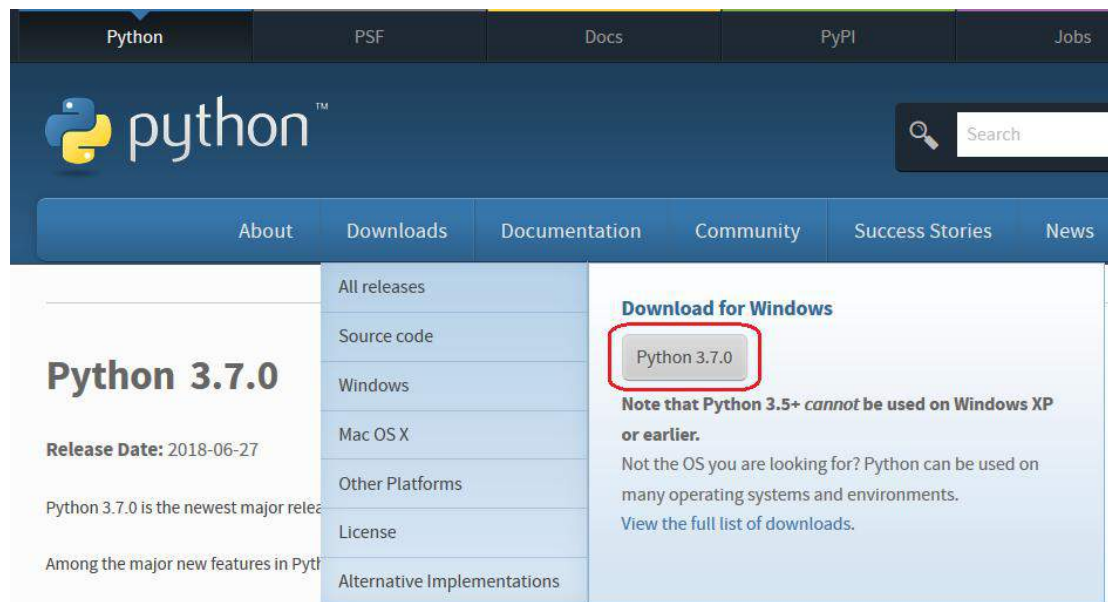 Python PSF Docs PyPI Jobs
python™
Search
About Downloads Documentation Community Success Stories News
All releases
Source code
Windows
Mac OS X
Other Platforms
License
Alternative Implementations
Download for Windows
Python 3.7.0
Note that Python 3.5+ cannot be used on Windows XP
or earlier.
Not the OS you are looking for? Python can be used on
many operating systems and environments.
View the full list of downloads.
Python 3.7.0
Release Date: 2018-06-27
Python 3.7.0 is the newest major
Among the major new features in